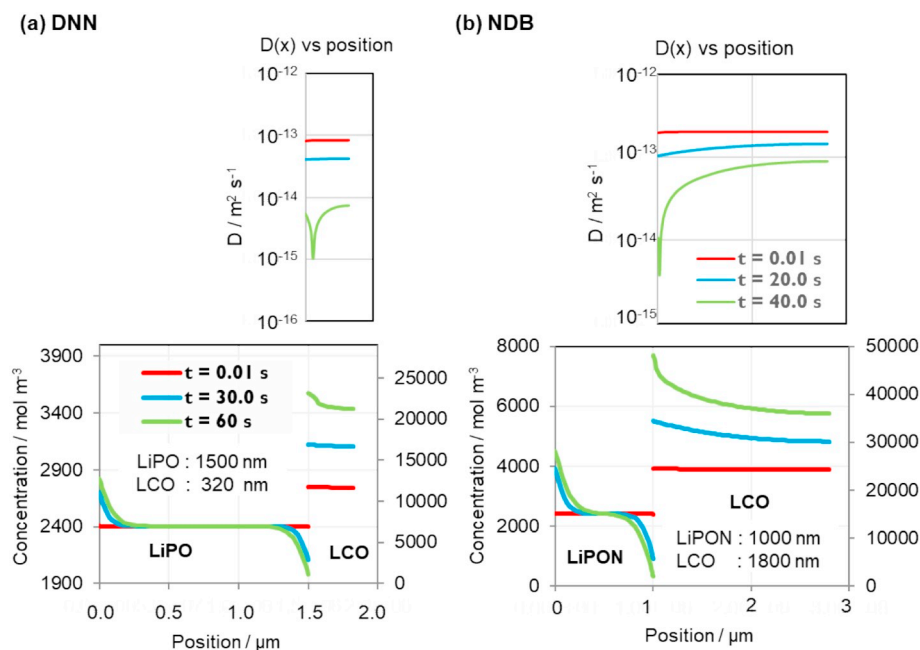 (a) DNN
(b) NDB
D(x) vs position
D(x) vs position
10-12
10-13
10-14
10-15
10-16
D / m² s⁻¹
10-12
10-13
10-14
10-15
D / m² s⁻¹
t = 0.01 s
t = 20.0 s
t = 40.0 s
3900
3400
2900
2400
1900
Concentration / mol m⁻³
t = 0.01 s
t = 30.0 s
t = 60 s
LiPO : 1500 nm
LCO : 320 nm
LiPO
LCO
25000
20000
15000
10000
5000
0
0.0
0.5
1.0
1.5
2.0
Position / µm
8000
6000
4000
2000
0
Concentration / mol m⁻³
LCO
LiPON
LiPON : 1000 nm
LCO : 1800 nm
50000
40000
30000
20000
10000
0
0
1
2
3
Position / µm